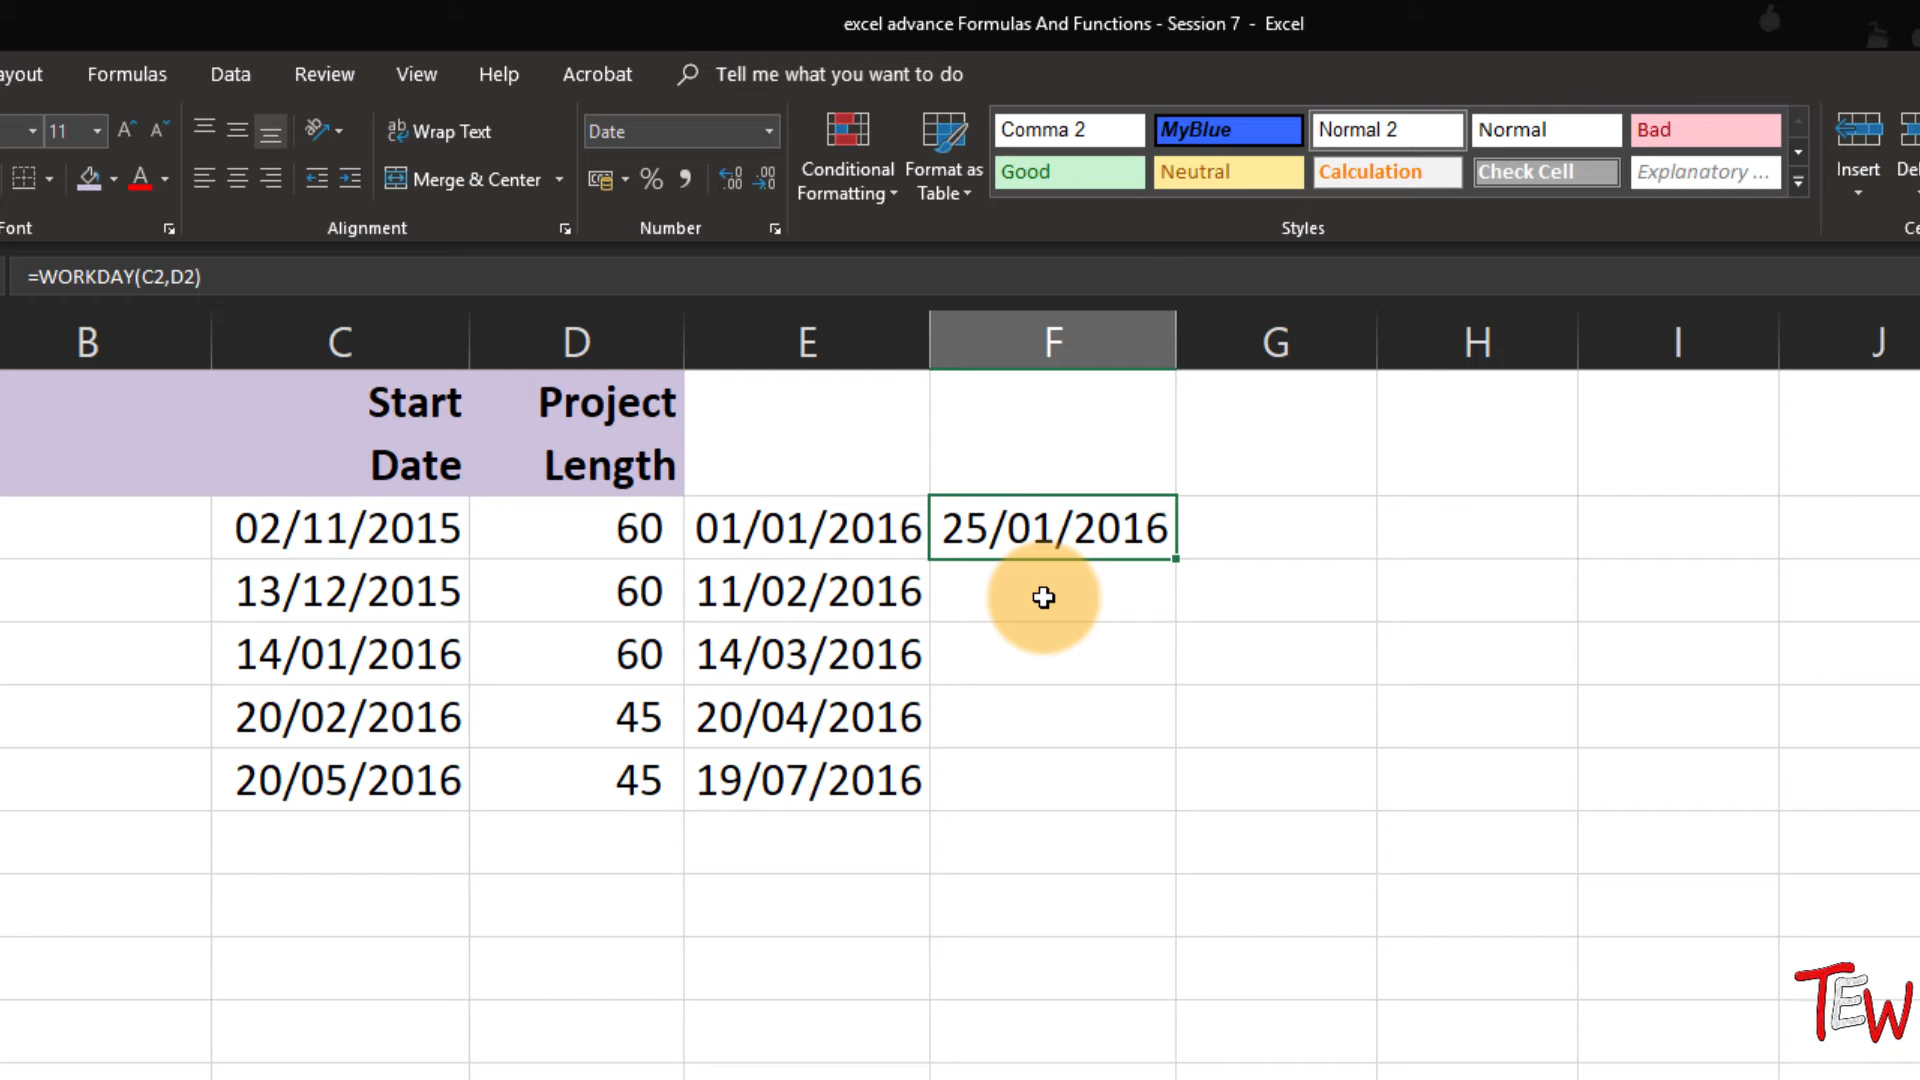 excel advance Formulas And Functions - Session 7 - Excel
ayout Formulas Data Review View Help Acrobat Tell me what you want to do
11 Wrap Text Date Comma 2 MyBlue Normal 2 Normal Bad
Merge & Center Conditional Formatting Format as Table Good Neutral Calculation Check Cell Explanatory ... Insert Del
Font Alignment Number Styles Ce
=WORKDAY(C2,D2)
B C D E F G H I J
Start Project
Date Length
02/11/2015 60 01/01/2016 25/01/2016
13/12/2015 60 11/02/2016
14/01/2016 60 14/03/2016
20/02/2016 45 20/04/2016
20/05/2016 45 19/07/2016
TEW